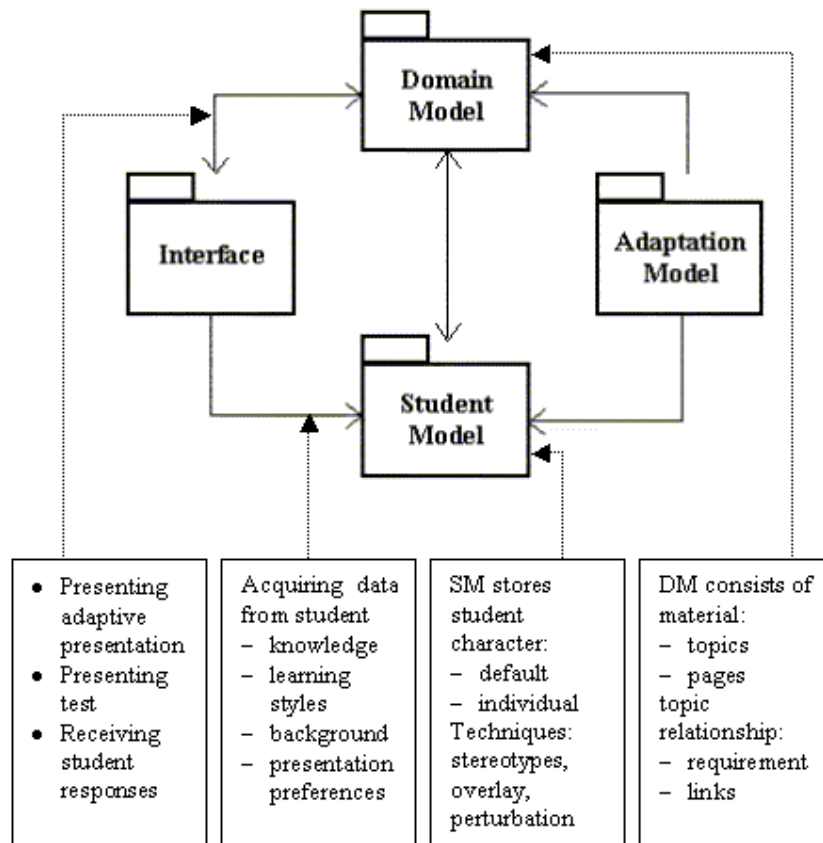 Domain
Model
Interface
Adaptation
Model
Student
Model
● Presenting
adaptive
presentation
● Presenting
test
● Receiving
student
responses
Acquiring data
from student
– knowledge
– learning
styles
– background
– presentation
preferences
SM stores
student
character:
– default
– individual
Techniques:
stereotypes,
overlay,
perturbation
DM consists of
material:
– topics
– pages
topic
relationship:
– requirement
– links